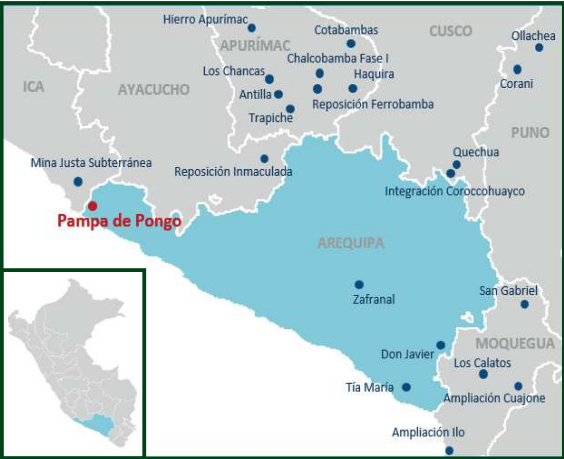 Hierro Apurímac
Cotabambas
CUSCO
Ollachea
APURÍMAC
Chalcobamba Fase I
Los Chancas
Haquira
Corani
ICA
AYACUCHO
Antilla
Reposición Ferrobamba
Trapiche
PUNO
Quechua
Mina Justa Subterránea
Reposición Inmaculada
Integración Coroccohuayco
Pampa de Pongo
AREQUIPA
Zafranal
San Gabriel
MOQUEGUA
Don Javier
Los Calatos
Tía María
Ampliación Cuajone
Ampliación Ilo